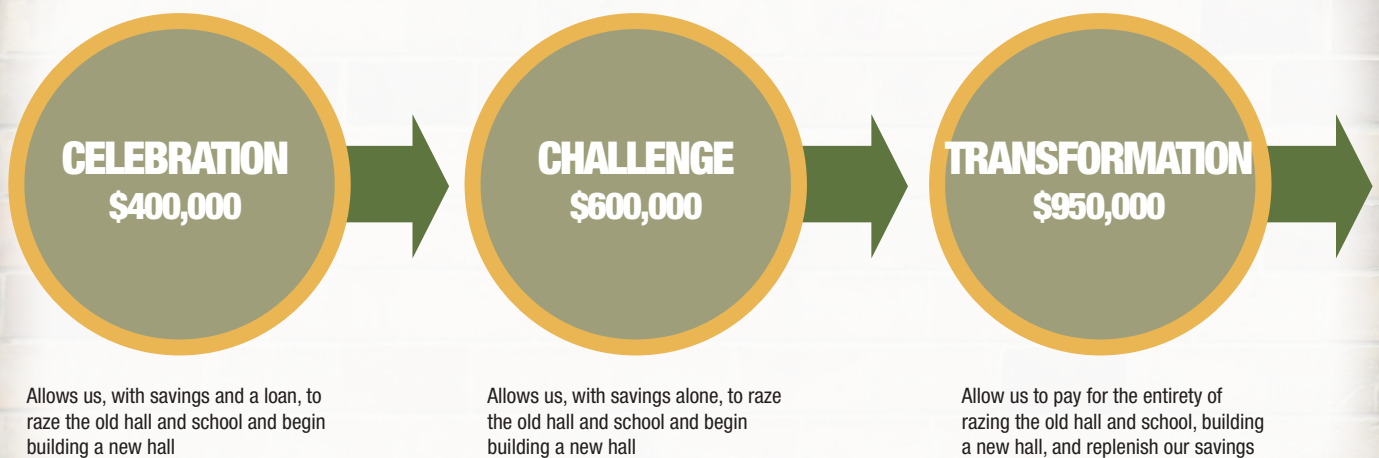 CELEBRATION
$400,000
Allows us, with savings and a loan, to
raze the old hall and school and begin
building a new hall
CHALLENGE
$600,000
Allows us, with savings alone, to raze
the old hall and school and begin
building a new hall
TRANSFORMATION
$950,000
Allow us to pay for the entirety of
razing the old hall and school, building
a new hall, and replenish our savings